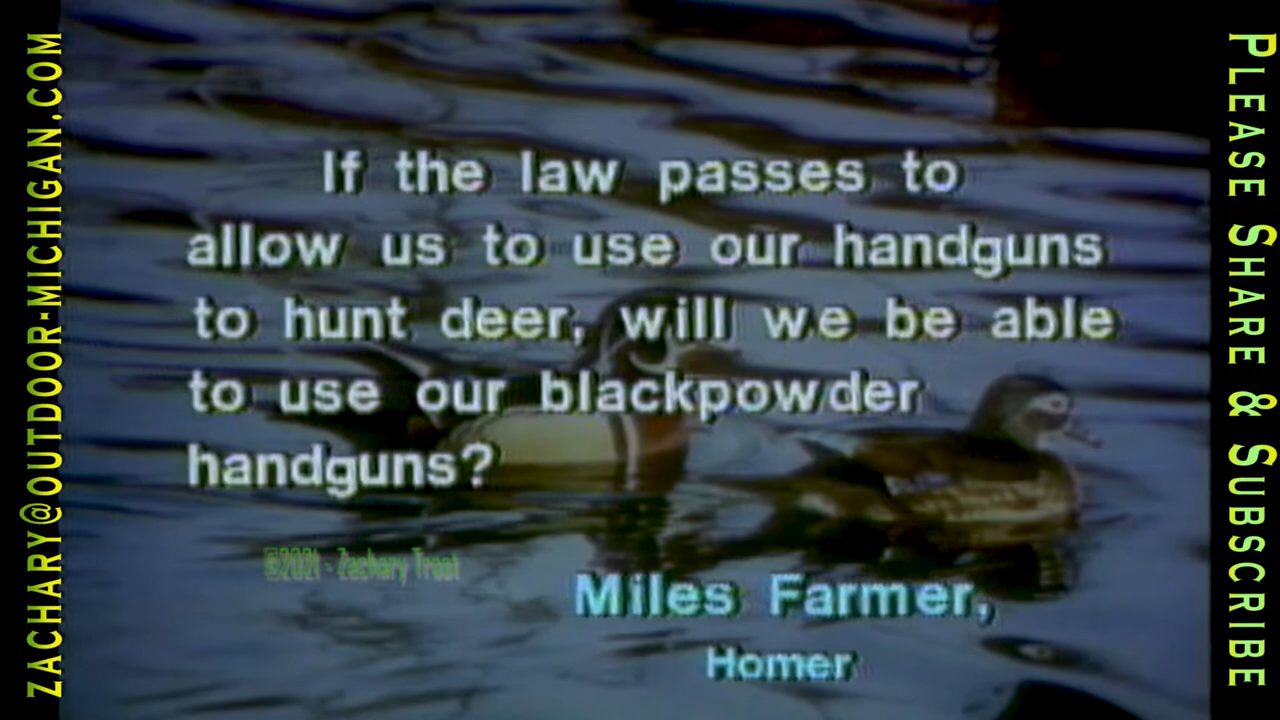 ZACHARY@OUTDOOR-MICHIGAN.COM
If the law passes to
allow us to use our handguns
to hunt deer, will we be able
to use our blackpowder
handguns?
©2021 - Zachary Trost
Miles Farmer,
Homer
PLEASE SHARE & SUBSCRIBE